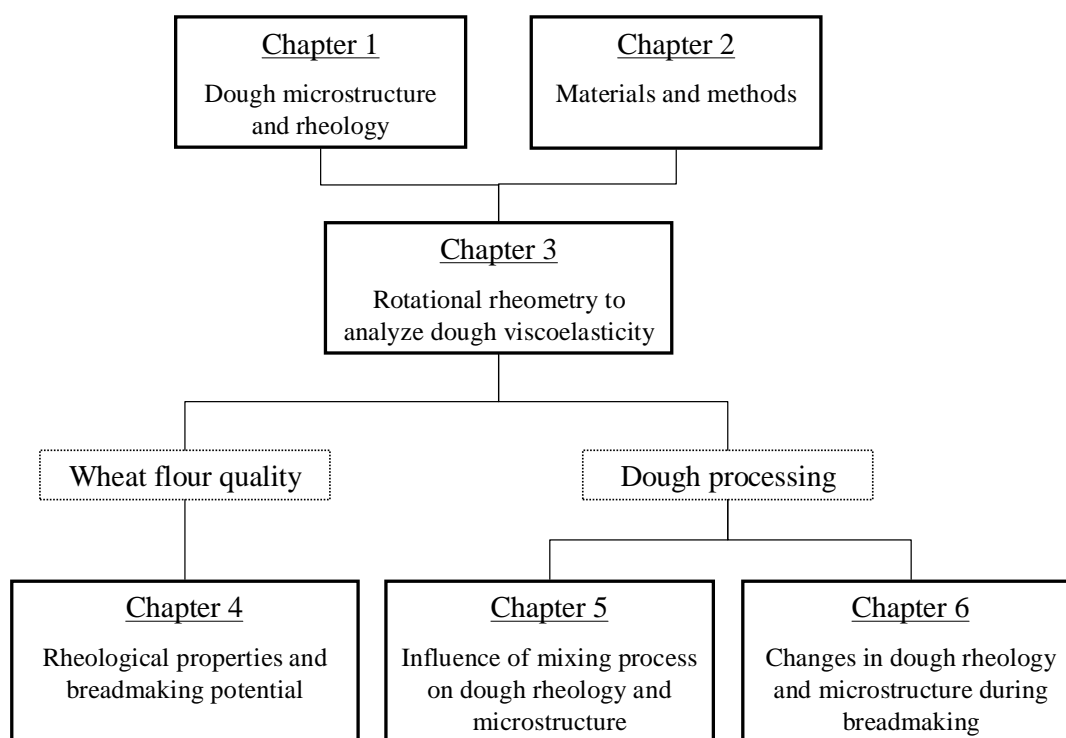 Chapter 1
Dough microstructure
and rheology
Chapter 2
Materials and methods
Chapter 3
Rotational rheometry to
analyze dough viscoelasticity
Wheat flour quality
Dough processing
Chapter 4
Rheological properties and
breadmaking potential
Chapter 5
Influence of mixing process
on dough rheology and
microstructure
Chapter 6
Changes in dough rheology
and microstructure during
breadmaking